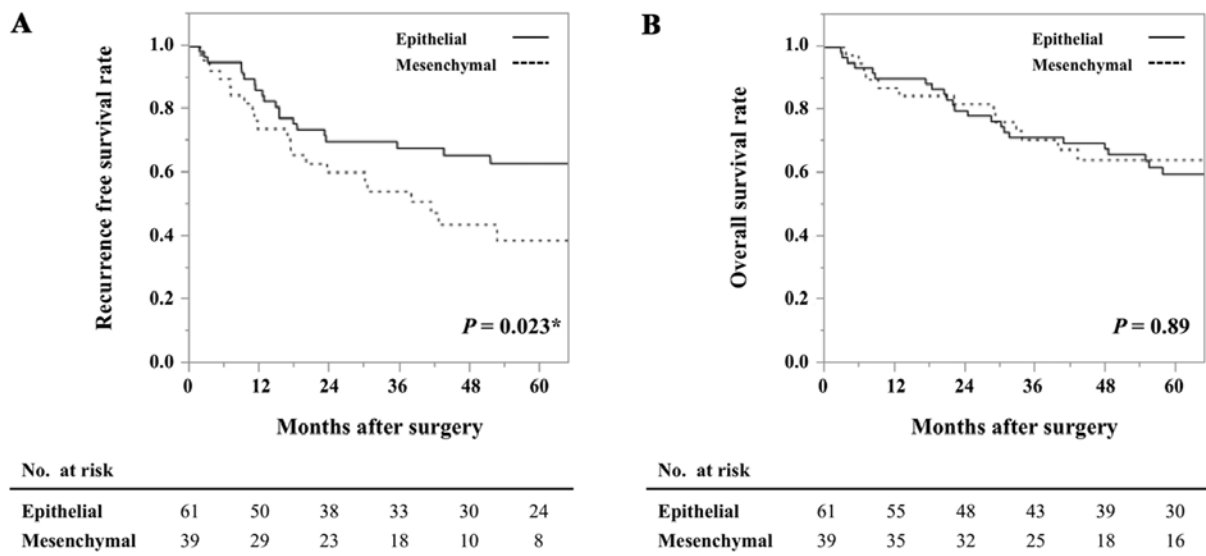 A
Recurrence free survival rate
1.0
0.8
0.6
0.4
0.2
0.0
Epithelial
Mesenchymal
P = 0.023*
0 12 24 36 48 60
Months after surgery
No. at risk
Epithelial 61 50 38 33 30 24
Mesenchymal 39 29 23 18 10 8
B
Overall survival rate
1.0
0.8
0.6
0.4
0.2
0.0
Epithelial
Mesenchymal
P = 0.89
0 12 24 36 48 60
Months after surgery
No. at risk
Epithelial 61 55 48 43 39 30
Mesenchymal 39 35 32 25 18 16